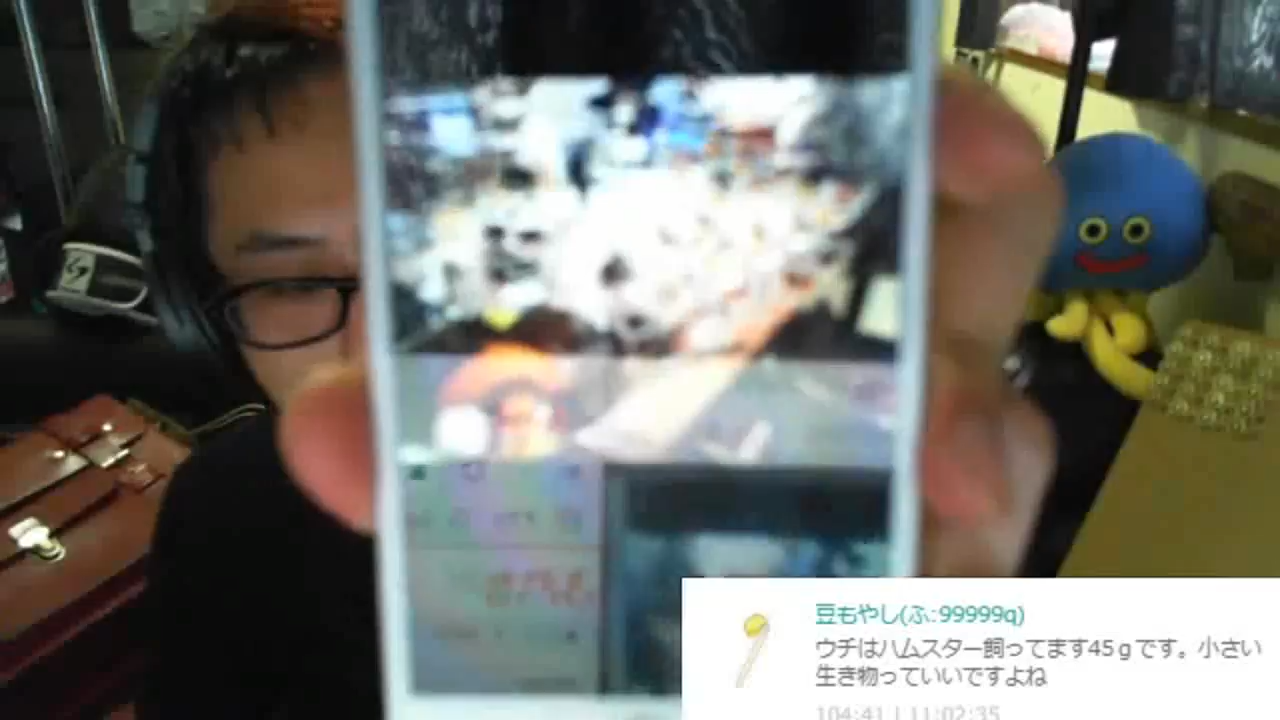 豆もやし(ふ:99999q)
ウチはハムスター飼ってます45ｇです。小さい
生き物っていいですよね
104:41 | 11:02:35